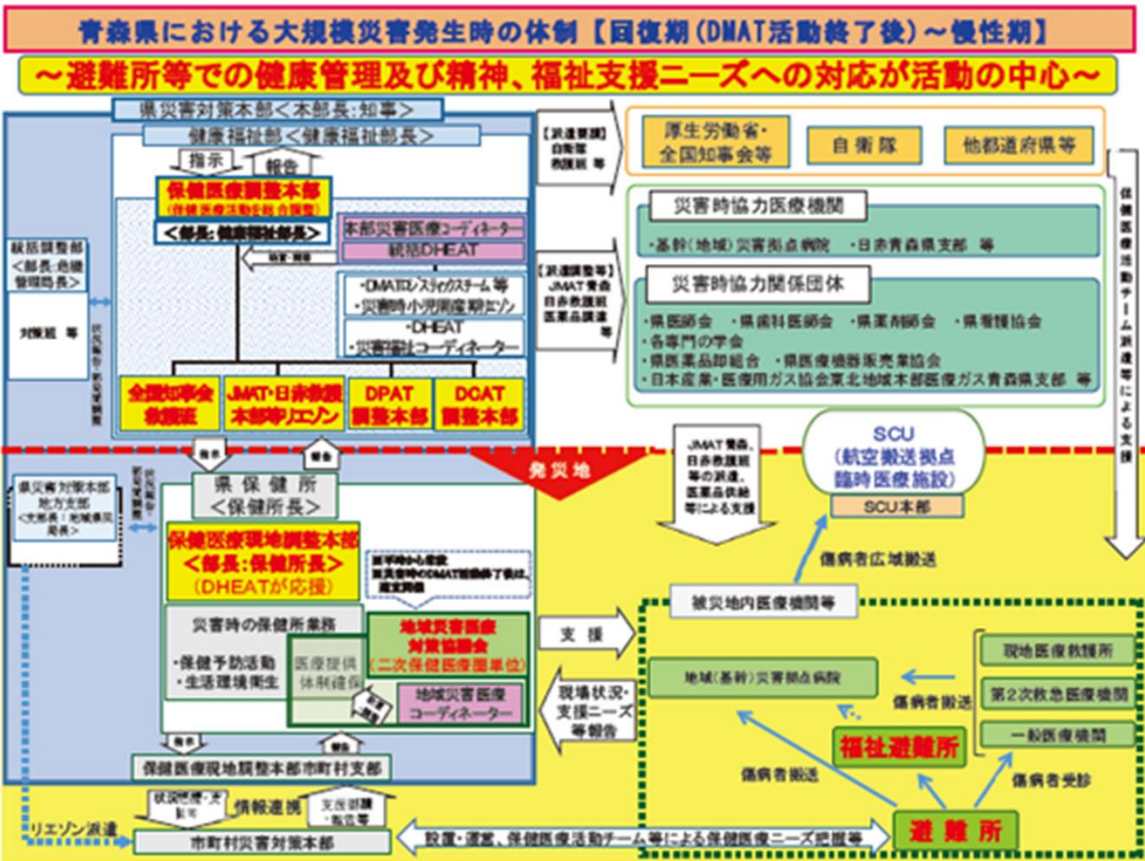 青森県における大規模災害発生時の体制【回復期(DMAT活動終了後)～慢性期】
～避難所等での健康管理及び精神、福祉支援ニーズへの対応が活動の中心～
県災害対策本部＜本部長:知事＞
健康福祉部＜健康福祉部長＞
指示
報告
保健医療調整本部
(保健医療活動を総合調整)
＜部長:健康福祉部長＞
統括調整部
＜部長:危機
管理局長＞
対策班 等
本部災害医療コーディネーター
統括DHEAT
・DMATロジスティックスチーム等
・災害時小児周産期リエゾン
・DHEAT
・災害福祉コーディネーター
全国知事会
救護班
JMAT・日赤救護
本部等リエゾン
DPAT
調整本部
DCAT
調整本部
【派遣要請】
自衛隊
救護班 等
厚生労働省・
全国知事会等
自衛隊
他都道府県等
【派遣調整等】
JMAT青森
日赤救護班
医薬品調達
等
災害時協力医療機関
・基幹(地域)災害拠点病院 ・日赤青森県支部 等
災害時協力関係団体
・県医師会 ・県歯科医師会 ・県薬剤師会 ・県看護協会
・各専門の学会
・県医薬品卸組合 ・県医療機器販売業協会
・日本産業・医療用ガス協会東北地域本部医療ガス青森県支部 等
保健医療活動チーム派遣等による支援
指示
報告
発災地
JMAT青森、
日赤救護班
等の派遣、
医薬品供給
等による支援
SCU
(航空搬送拠点
臨時医療施設)
SCU本部
県災害対策本部
地方支部
＜支部長：地域県民
局長＞
県保健所
＜保健所長＞
保健医療現地調整本部
＜部長:保健所長＞
(DHEATが応援)
災害時の保健所業務
・保健予防活動
・生活環境衛生
医療提供
体制確保
地域災害医療
対策協議会
(二次保健医療圏単位)
地域災害医療
コーディネーター
支援
現場状況・
支援ニーズ
等報告
傷病者広域搬送
被災地内医療機関等
地域(基幹)災害拠点病院
現地医療救護所
第2次救急医療機関
一般医療機関
傷病者搬送
福祉避難所
傷病者搬送
傷病者受診
避難所
指示
報告
保健医療現地調整本部市町村支部
情報連携
リエゾン派遣
市町村災害対策本部
設置・運営、保健医療活動チーム等による保健医療ニーズ把握等